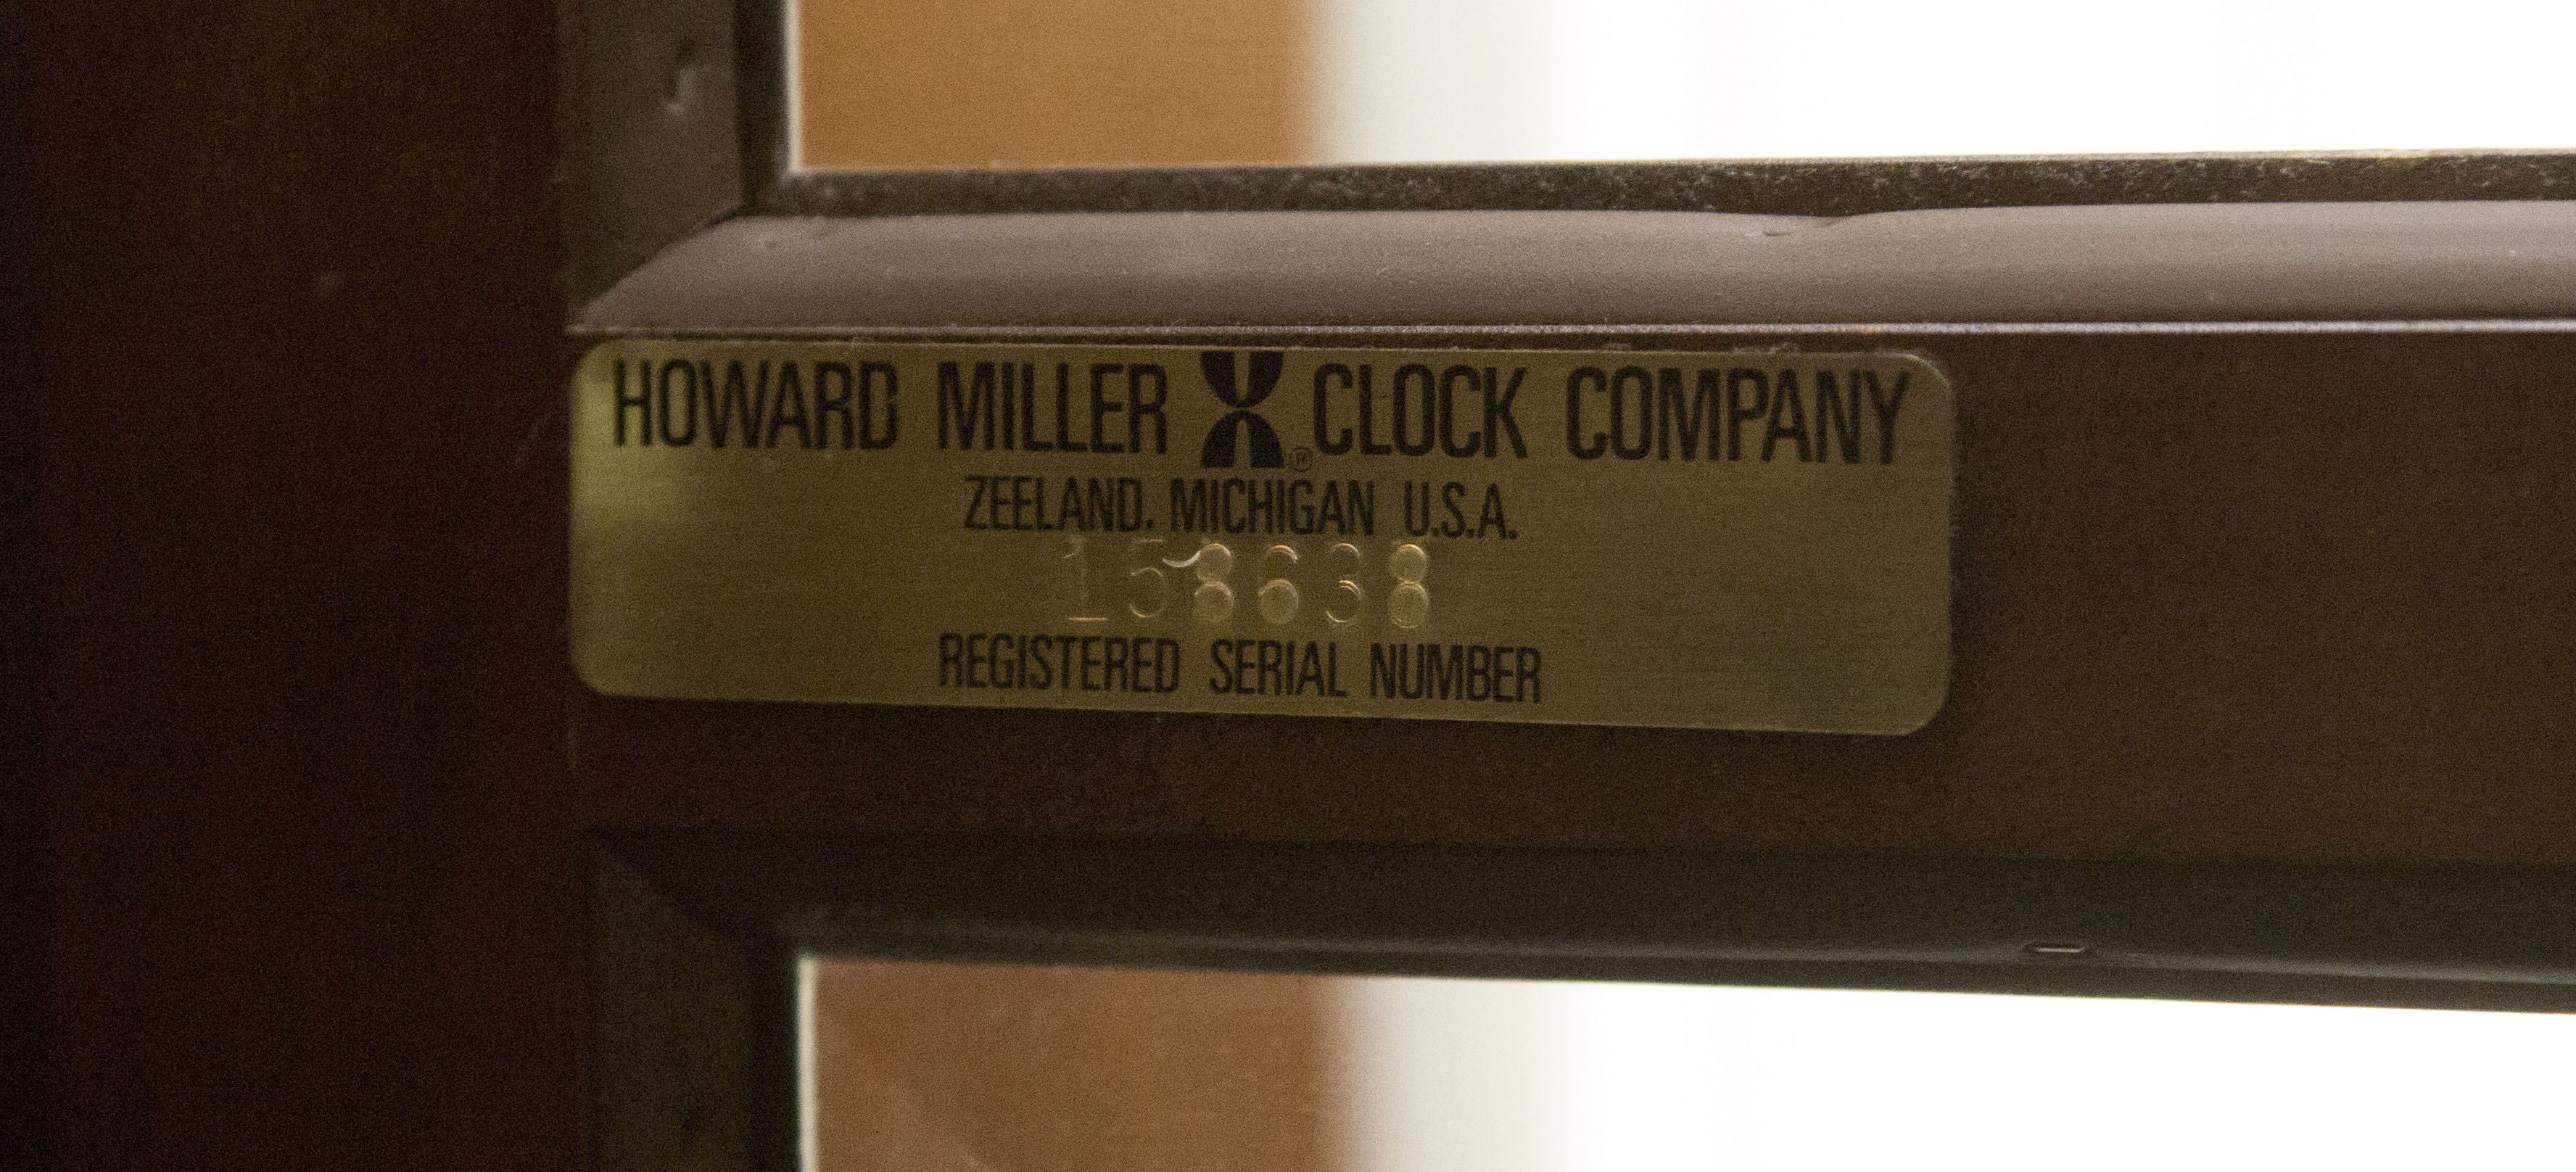 HOWARD MILLER ® CLOCK COMPANY
ZEELAND, MICHIGAN U.S.A.
158638
REGISTERED SERIAL NUMBER